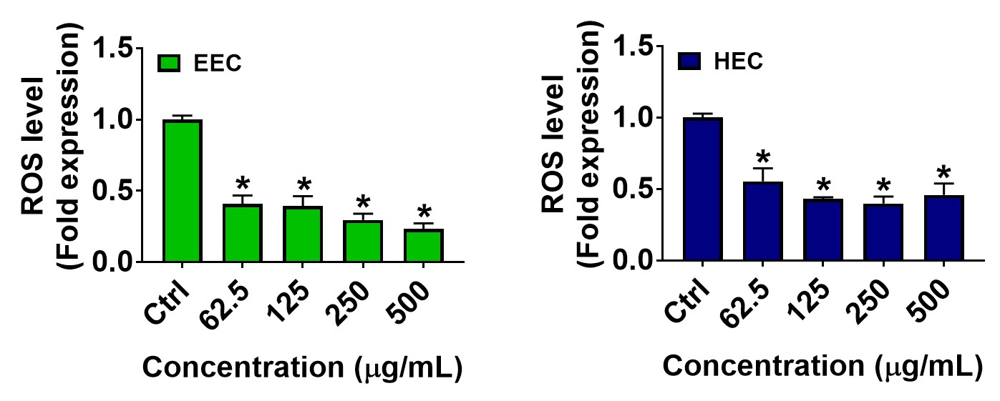 ROS level
(Fold expression)
1.5
1.0
0.5
0.0
EEC
*
*
*
*
Ctrl
62.5
125
250
500
Concentration (μg/mL)
ROS level
(Fold expression)
1.5
1.0
0.5
0.0
HEC
*
*
*
*
Ctrl
62.5
125
250
500
Concentration (μg/mL)